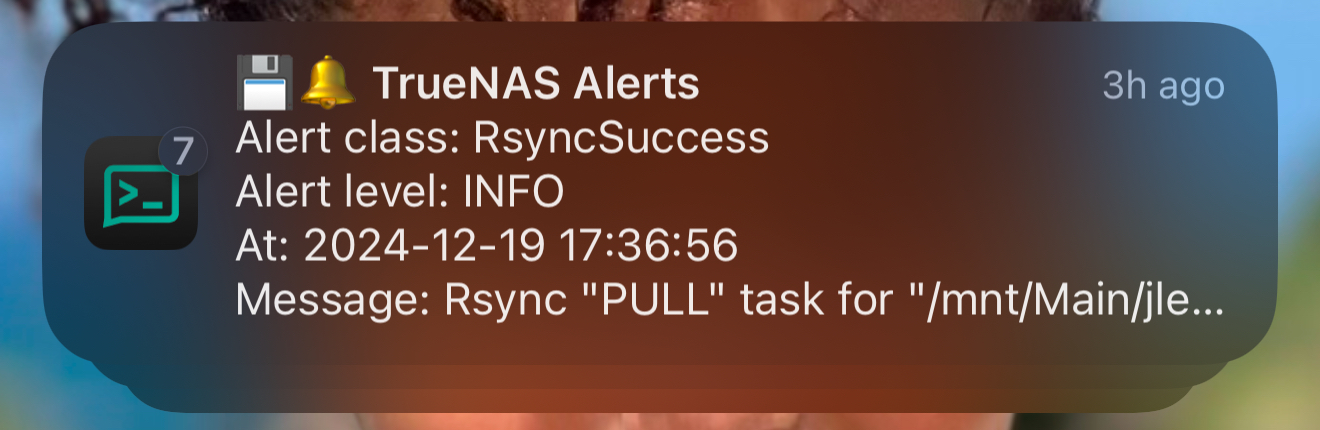 💾🔔 TrueNAS Alerts 3h ago
7
Alert class: RsyncSuccess
Alert level: INFO
At: 2024-12-19 17:36:56
Message: Rsync "PULL" task for "/mnt/Main/jle...